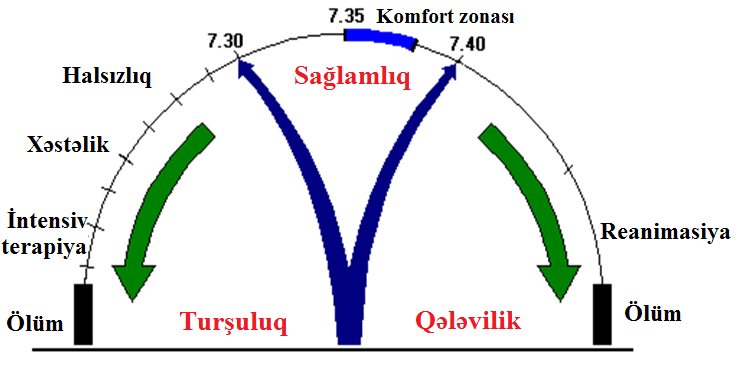 7.35 Komfort zonası
7.30
7.40
Sağlamlıq
Halsızlıq
Xəstəlik
İntensiv
terapiya
Reanimasiya
Ölüm
Turşuluq
Qələvilik
Ölüm